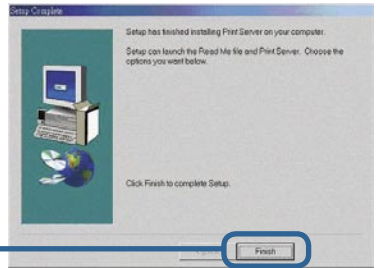 Setup Complete
Setup has finished installing Print Server on your computer.
Setup can launch the Read Me file and Print Server. Choose the
options you want below.
Click Finish to complete Setup.
Finish